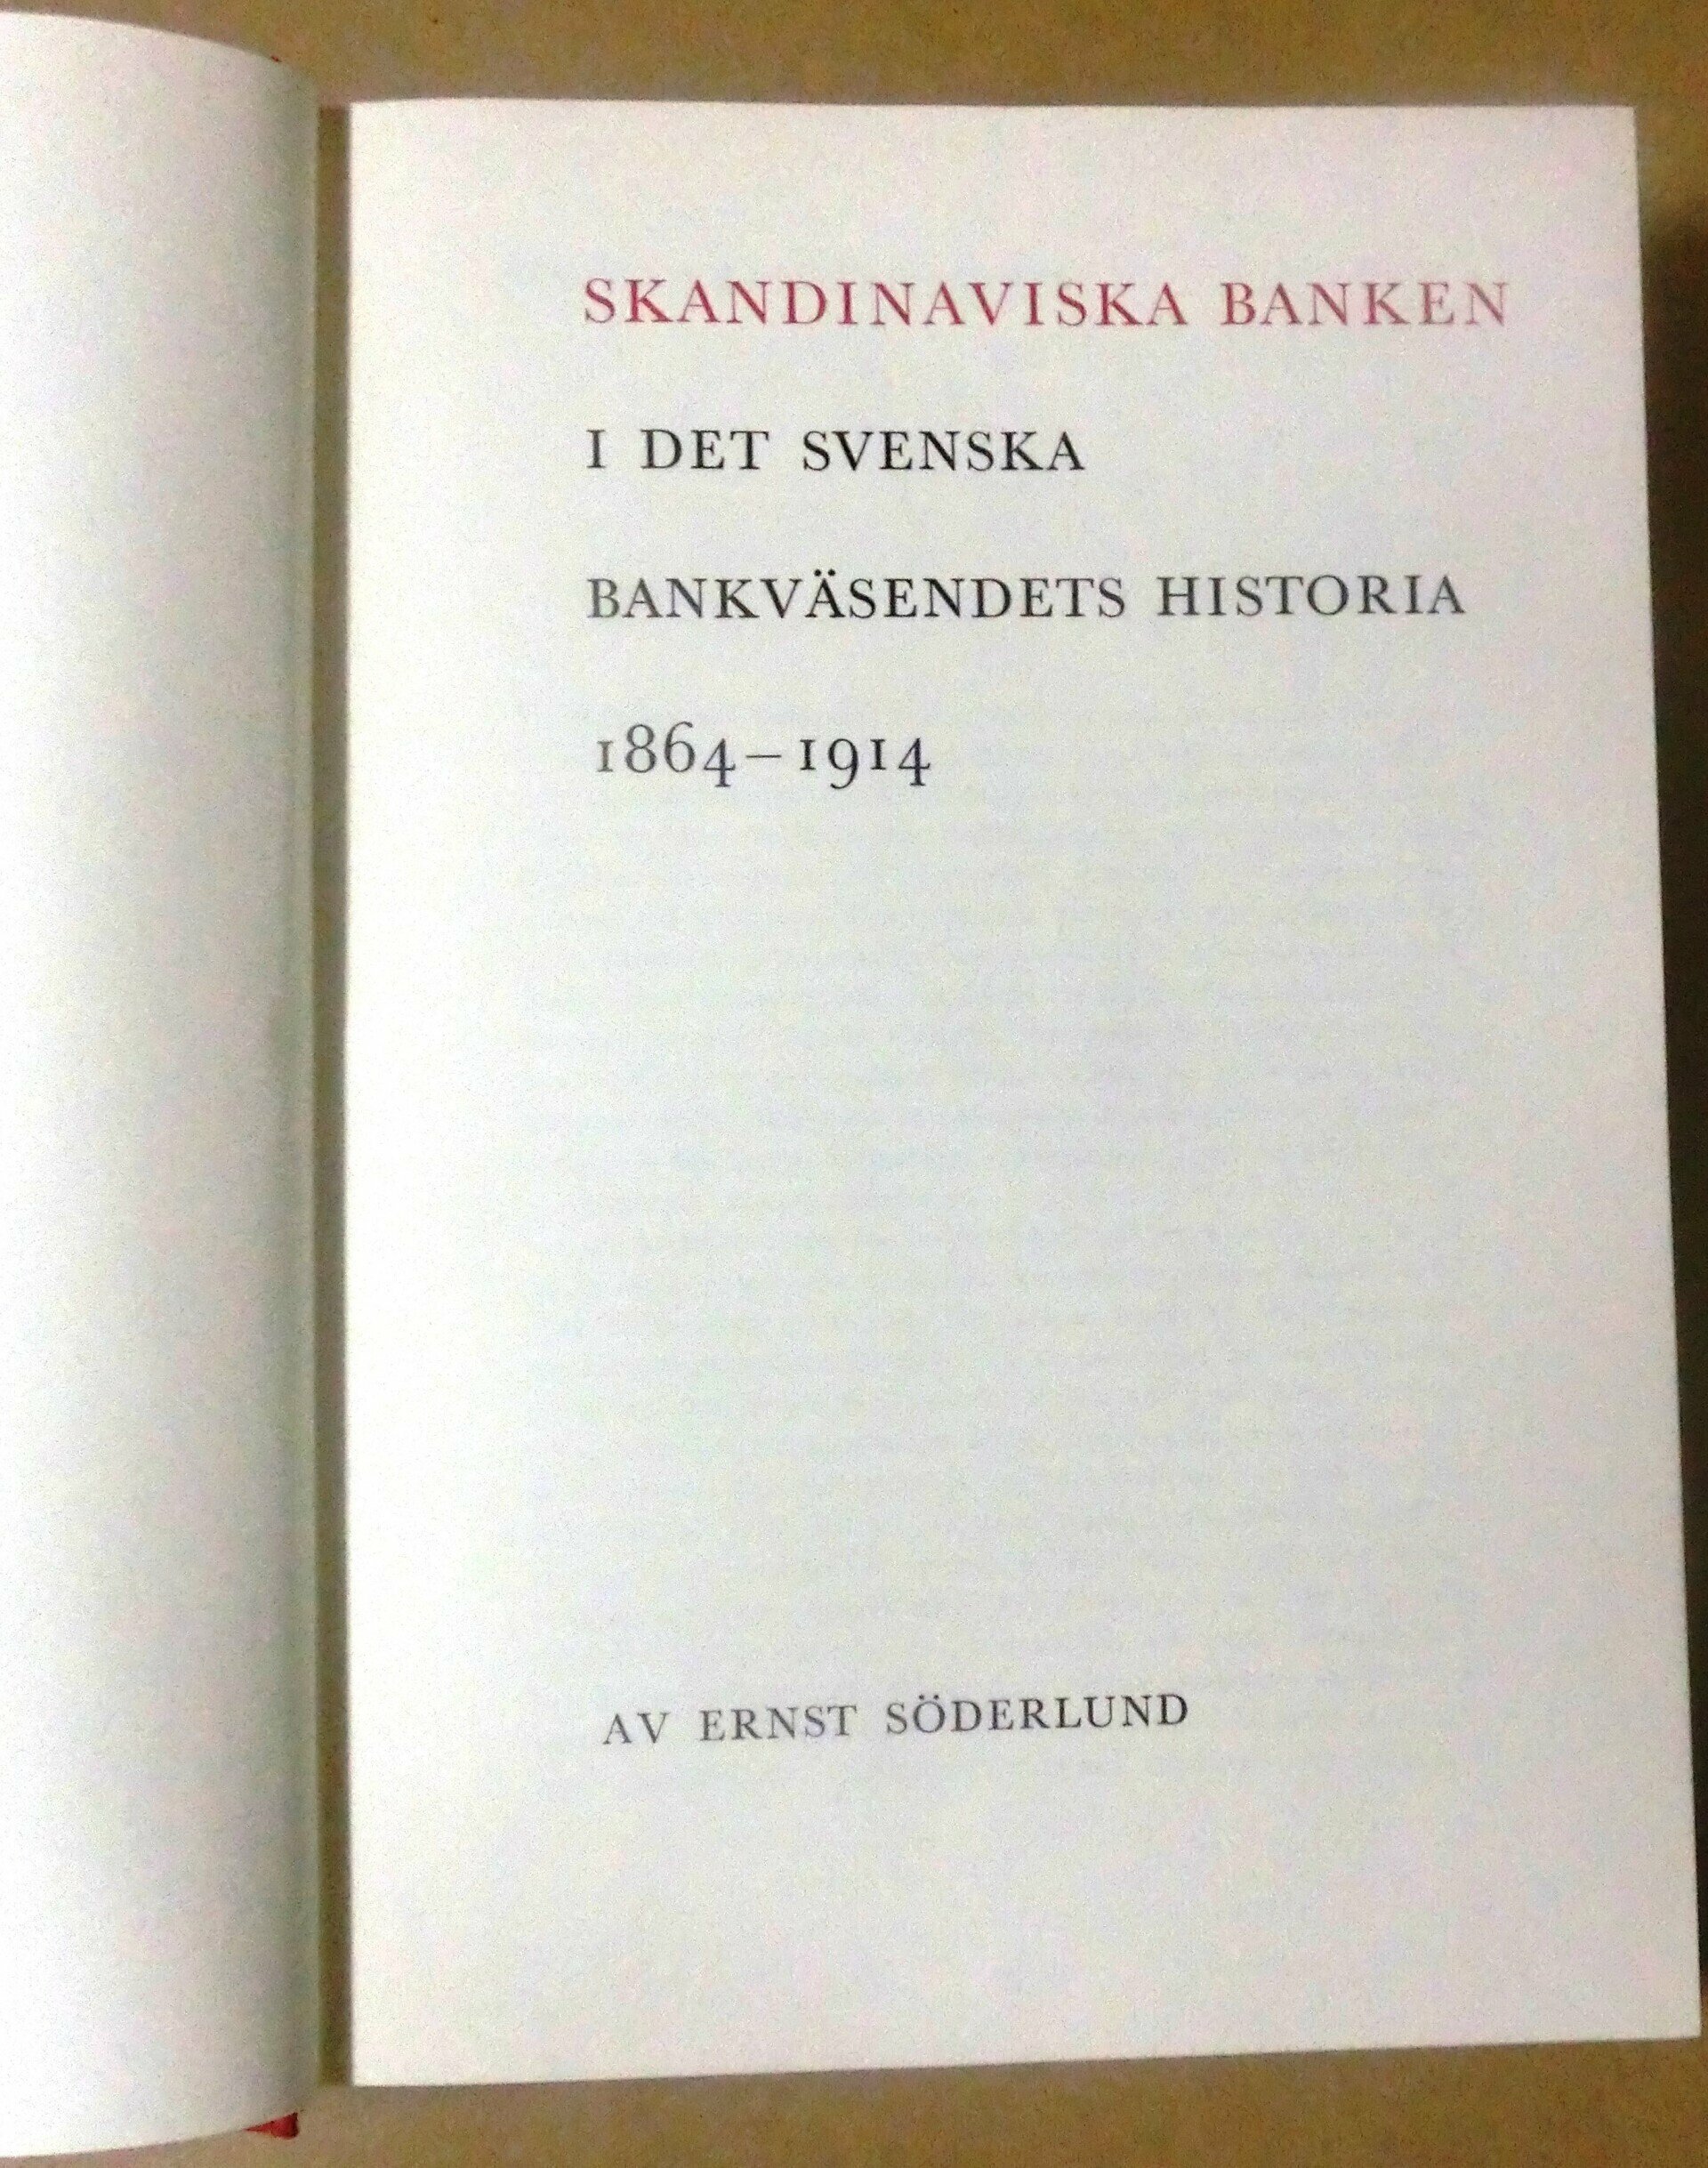 SKANDINAVISKA BANKEN
I DET SVENSKA
BANKVÄSENDETS HISTORIA
1864–1914
AV ERNST SÖDERLUND